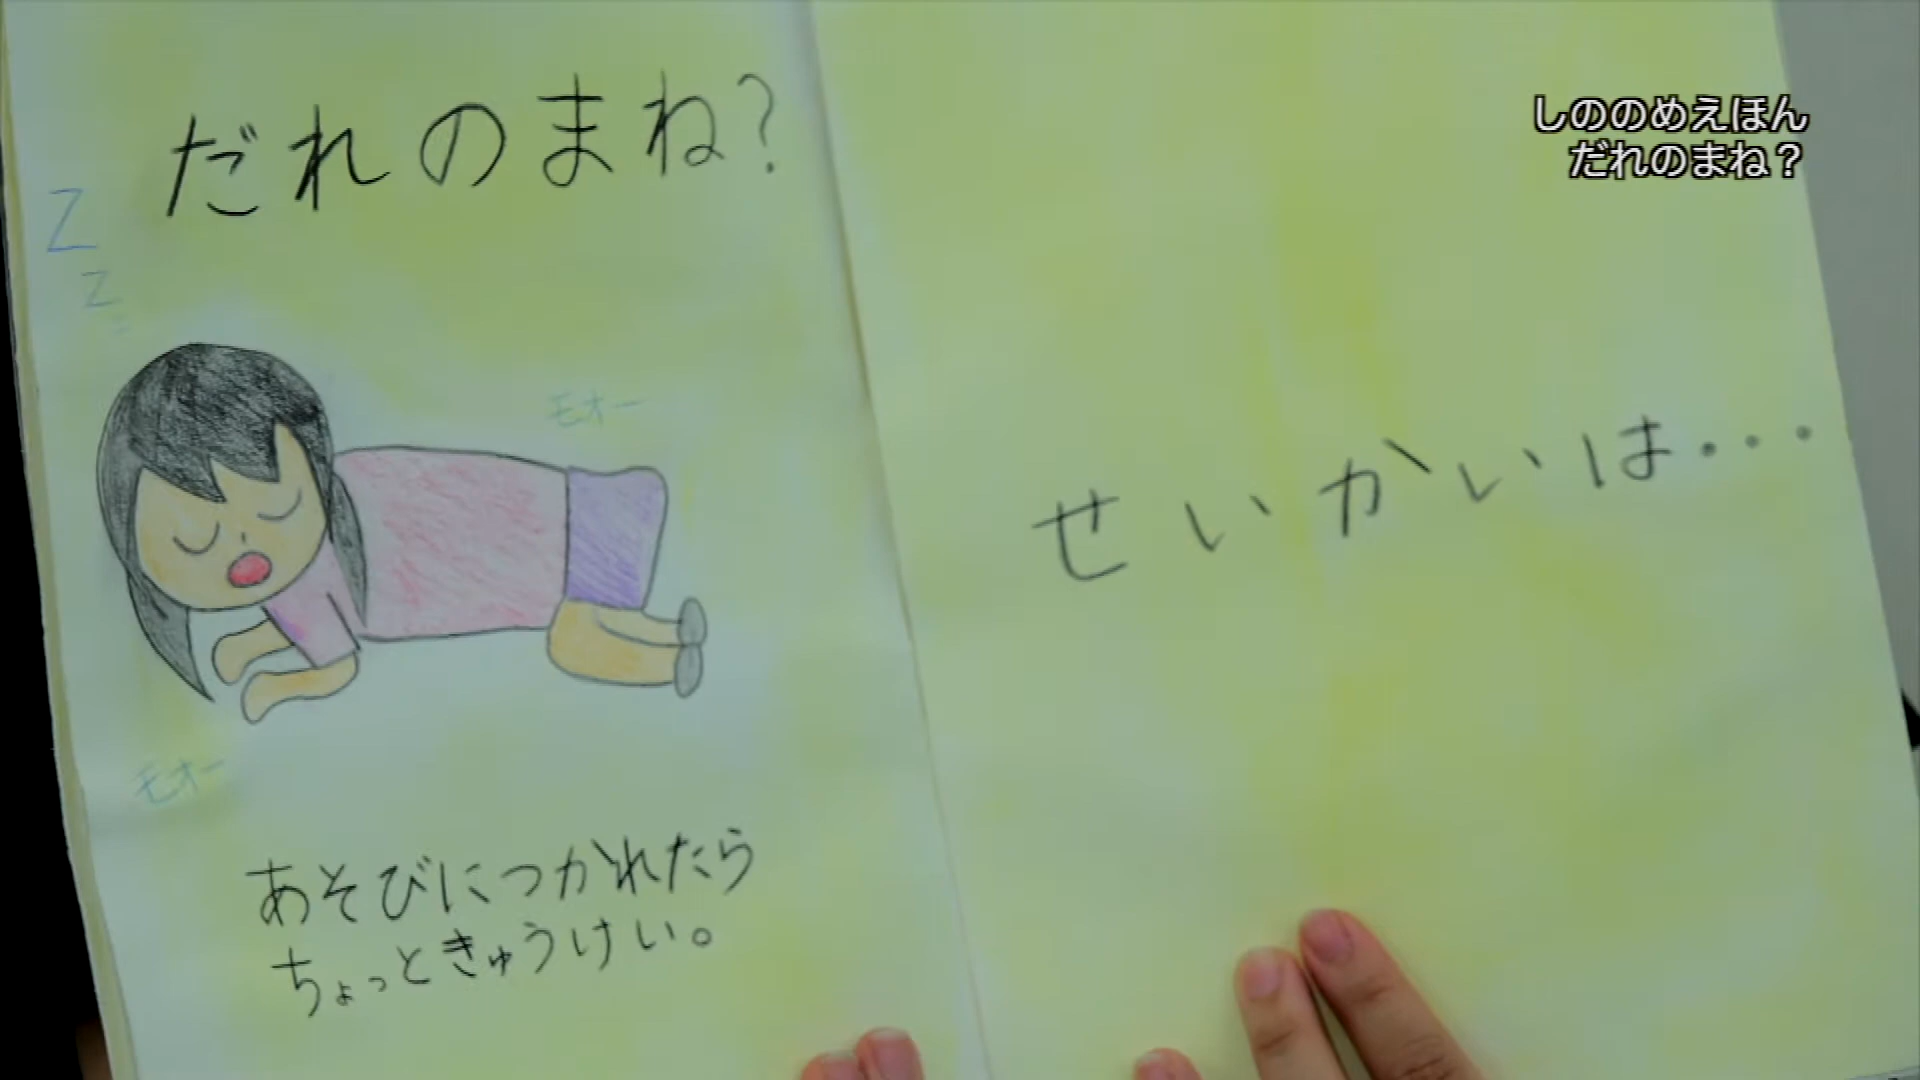 だれのまね?
Z
Z
モオー
モオー
あそびにつかれたら
ちょっときゅうけい。
せいかいは・・・
しののめえほん
だれのまね？